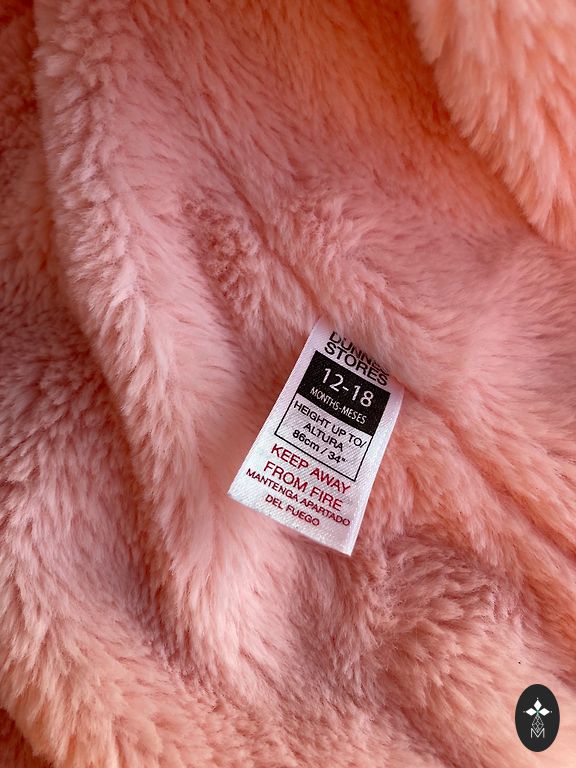 DUNNES
STORES
12-18
MONTHS-MESES
HEIGHT UP TO/
ALTURA
86cm / 34"
KEEP AWAY
FROM FIRE
MANTENGA APARTADO
DEL FUEGO
M